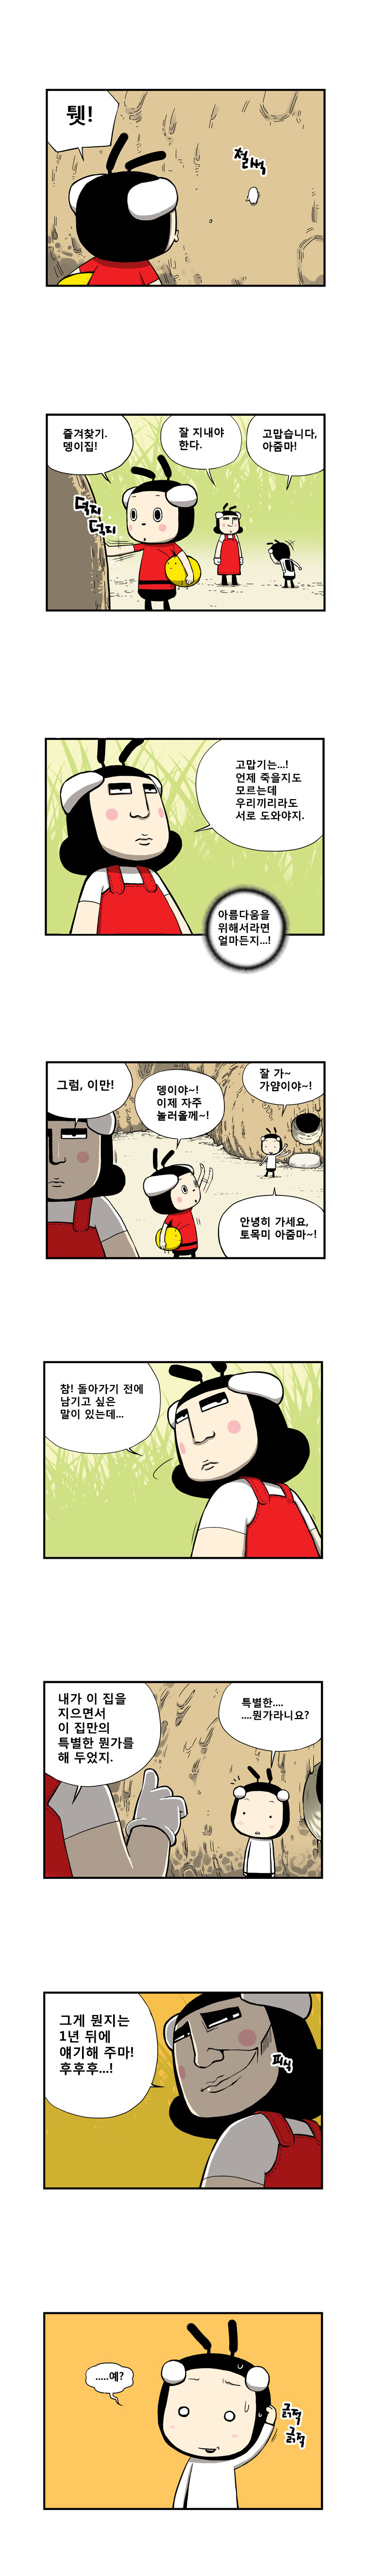 퉷!
철썩
즐겨찾기.
뎅이집!
잘 지내야
한다.
고맙습니다,
아줌마!
덕지
덕지
고맙기는...!
언제 죽을지도
모르는데
우리끼리라도
서로 도와야지.
아름다움을
위해서라면
얼마든지...!
그럼, 이만!
뎅이야~!
이제 자주
놀러올께~!
잘 가~
가얌이야~!
안녕히 가세요,
토목미 아줌마~!
참! 돌아가기 전에
남기고 싶은
말이 있는데...
내가 이 집을
지으면서
이 집만의
특별한 뭔가를
해 두었지.
특별한....
....뭔가라니요?
그게 뭔지는
1년 뒤에
얘기해 주마!
후후후...!
피식
.....예?
긁적
긁적